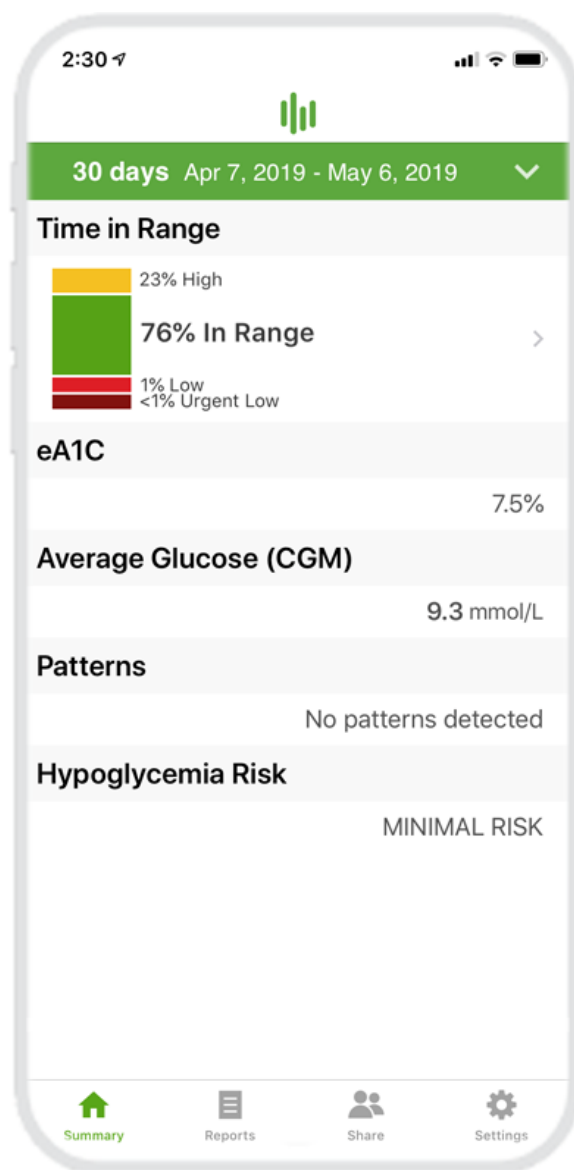 2:30
30 days Apr 7, 2019 - May 6, 2019
Time in Range
23% High
76% In Range
1% Low
<1% Urgent Low
eA1C
7.5%
Average Glucose (CGM)
9.3 mmol/L
Patterns
No patterns detected
Hypoglycemia Risk
MINIMAL RISK
Summary Reports Share Settings